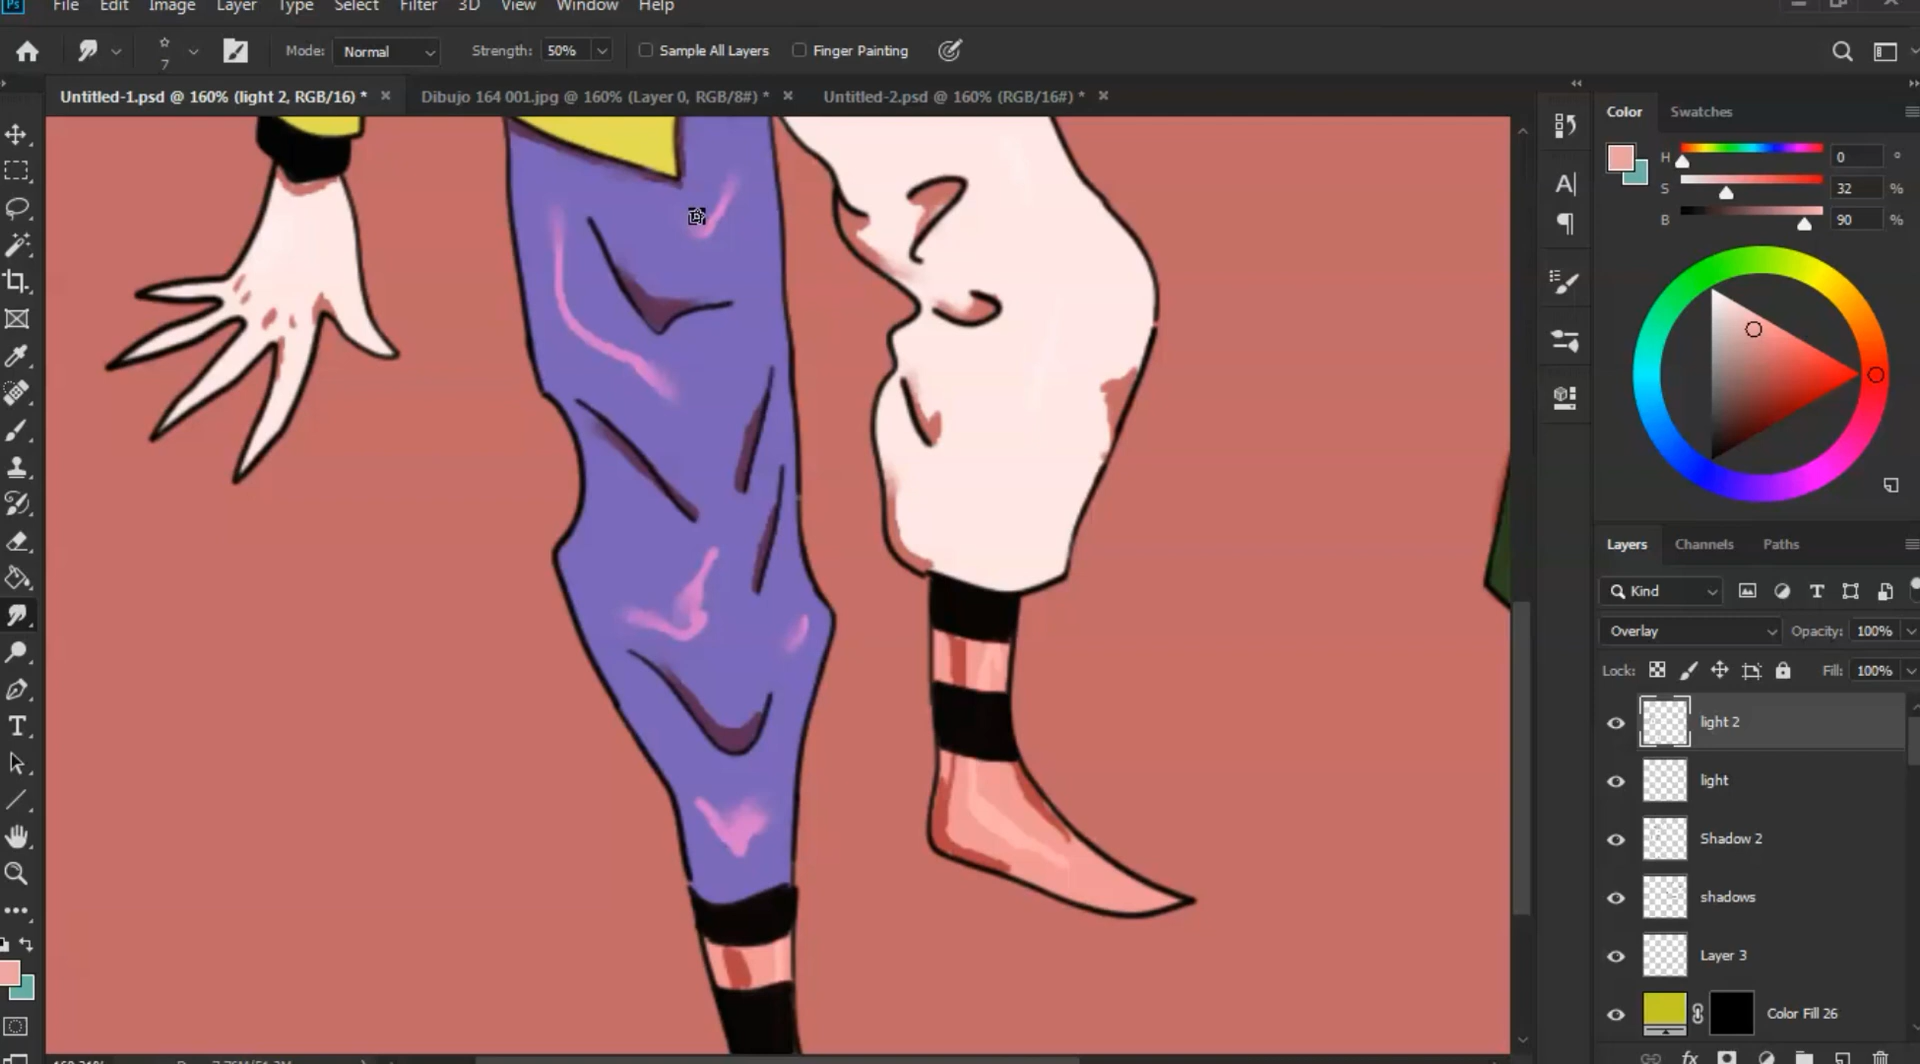 Ps File Edit Image Layer Type Select Filter 3D View Window Help
7 Mode: Normal Strength: 50% Sample All Layers Finger Painting
Untitled-1.psd @ 160% (light 2, RGB/16) * × Dibujo 164 001.jpg @ 160% (Layer 0, RGB/8#) * × Untitled-2.psd @ 160% (RGB/16#) * ×
Color Swatches
H 0 °
S 32 %
B 90 %
Layers Channels Paths
Kind
Overlay Opacity: 100%
Lock: Fill: 100%
light 2
light
Shadow 2
shadows
Layer 3
Color Fill 26
fx